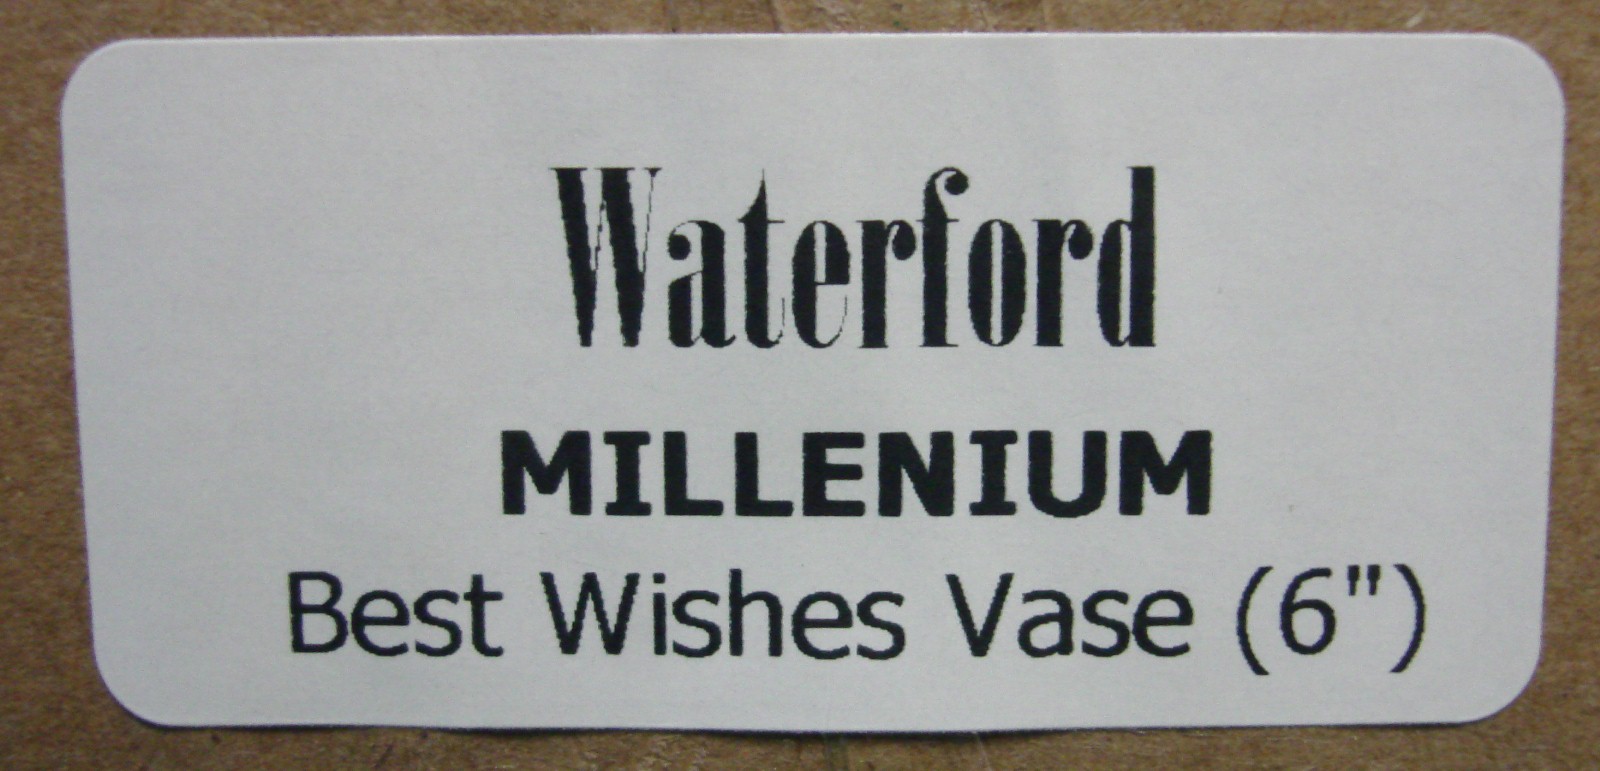 Waterford
MILLENIUM
Best Wishes Vase (6")